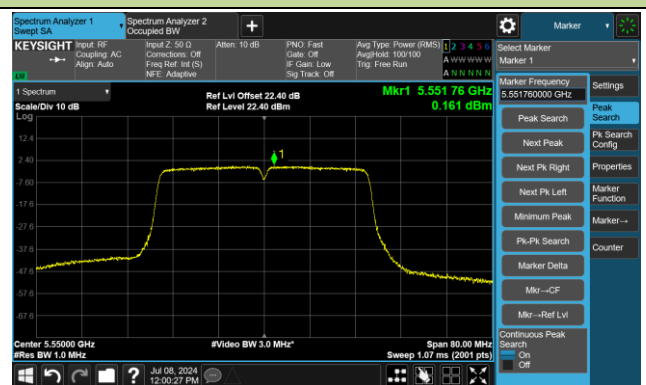 Spectrum Analyzer 1
Swept SA
Spectrum Analyzer 2
Occupied BW
Marker
KEYSIGHT
Input: RF
Coupling: AC
Align: Auto
Input Z: 50 Ω
Corrections: Off
Freq Ref: Int (S)
NFE: Adaptive
Atten: 10 dB
PNO: Fast
Gate: Off
IF Gain: Low
Sig Track: Off
Avg Type: Power (RMS)
Avg|Hold: 100/100
Trig: Free Run
1 2 3 4 5 6
A W W W W W
A N N N N N
LV
Select Marker
Marker 1
1 Spectrum
Scale/Div 10 dB
Log
Ref Lvl Offset 22.40 dB
Ref Level 22.40 dBm
Mkr1 5.551 76 GHz
0.161 dBm
12.4
2.40
-7.60
-17.6
-27.6
-37.6
-47.6
-57.6
-67.6
1
Center 5.55000 GHz
#Res BW 1.0 MHz
#Video BW 3.0 MHz*
Span 80.00 MHz
Sweep 1.07 ms (2001 pts)
Marker Frequency
5.551760000 GHz
Peak Search
Next Peak
Next Pk Right
Next Pk Left
Minimum Peak
Pk-Pk Search
Marker Delta
Mkr→CF
Mkr→Ref Lvl
Continuous Peak
Search
On
Off
Settings
Peak
Search
Pk Search
Config
Properties
Marker
Function
Marker→
Counter
Jul 08, 2024
12:00:27 PM